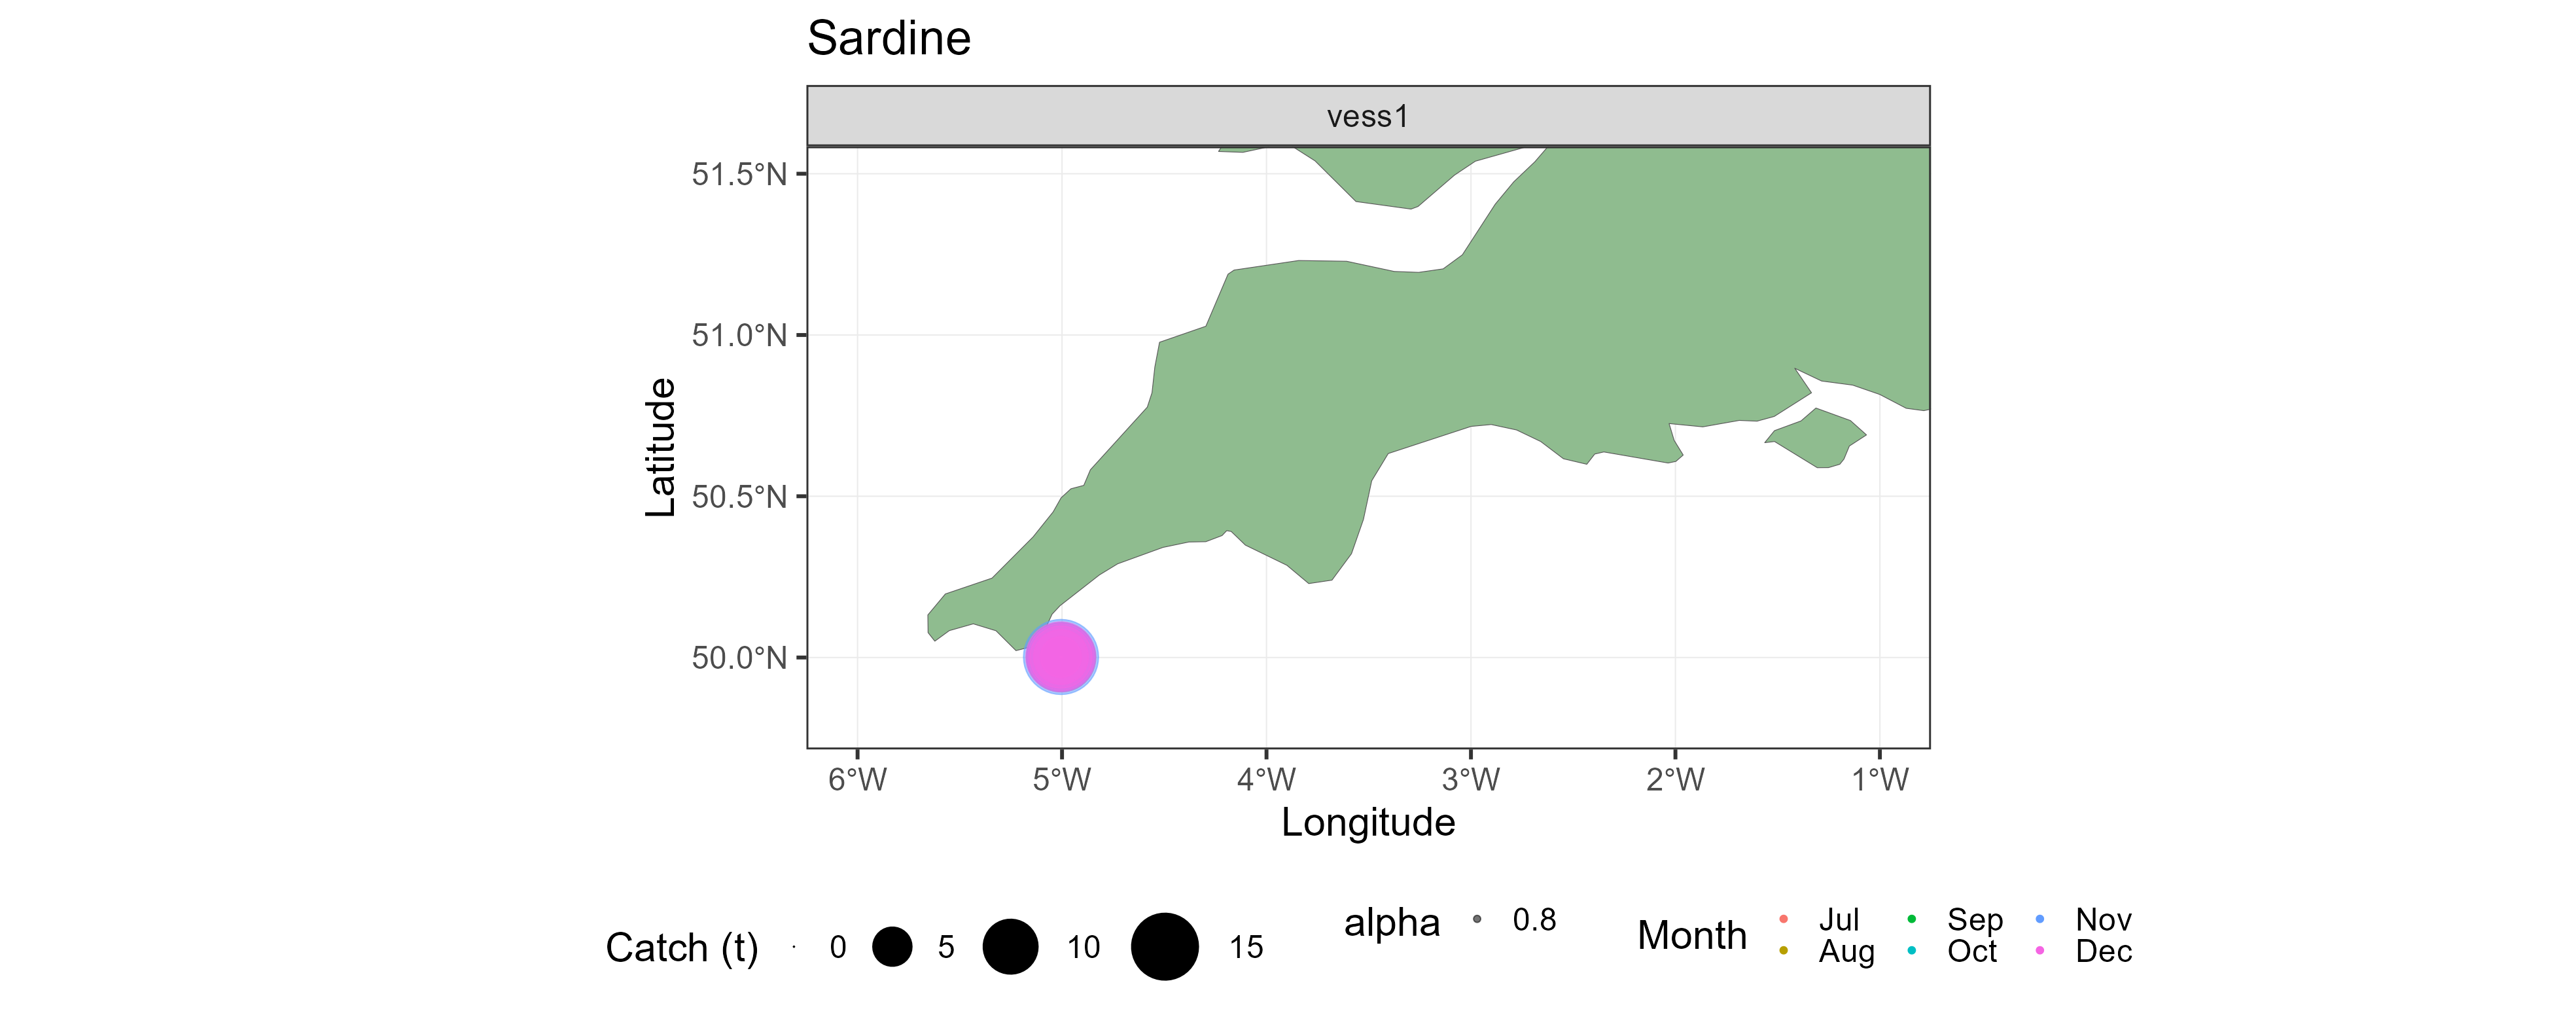 Sardine
vess1
51.5°N
51.0°N
50.5°N
50.0°N
Latitude
6°W 5°W 4°W 3°W 2°W 1°W
Longitude
Catch (t) 0 5 10 15
alpha 0.8
Month
Jul Sep Nov
Aug Oct Dec